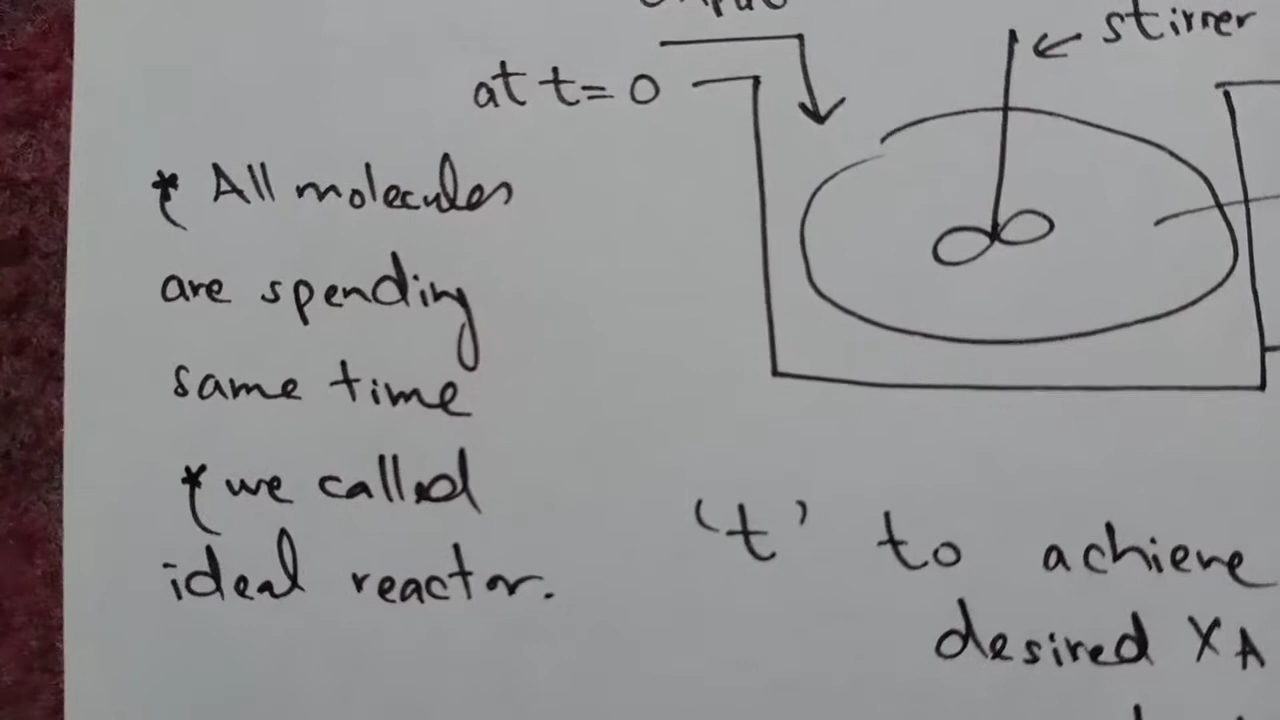 stirrer
at t=0
* All molecules
are spending
same time
* we called
ideal reactor.
't' to achieve
desired XA